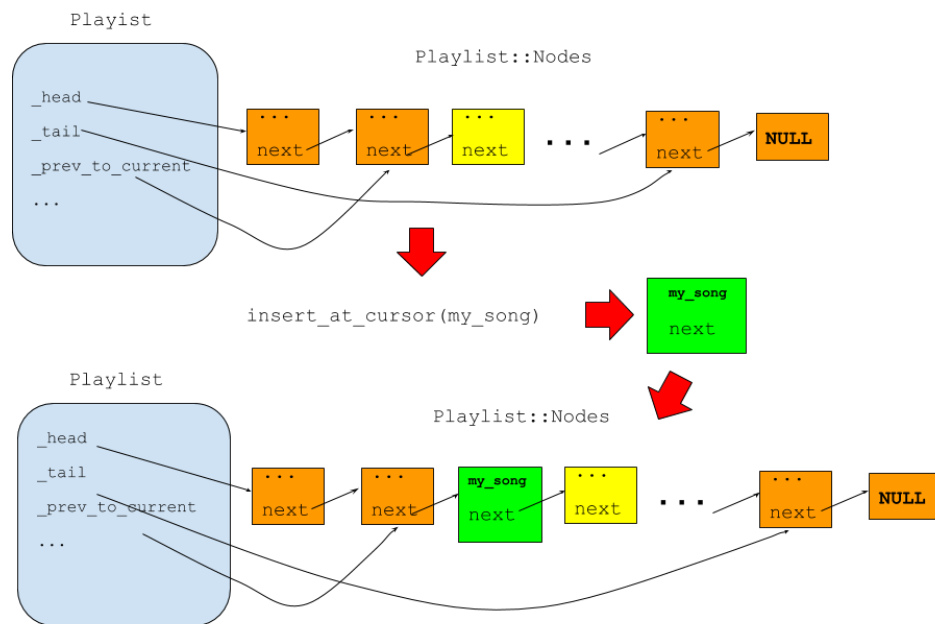 Playist
Playlist::Nodes
_head
_tail
_prev_to_current
...
... ... ... ...
next next next ... next NULL
insert_at_cursor(my_song)
my_song
next
Playlist
Playlist::Nodes
_head
_tail
_prev_to_current
...
... ... my_song ... ...
next next next next ... next NULL